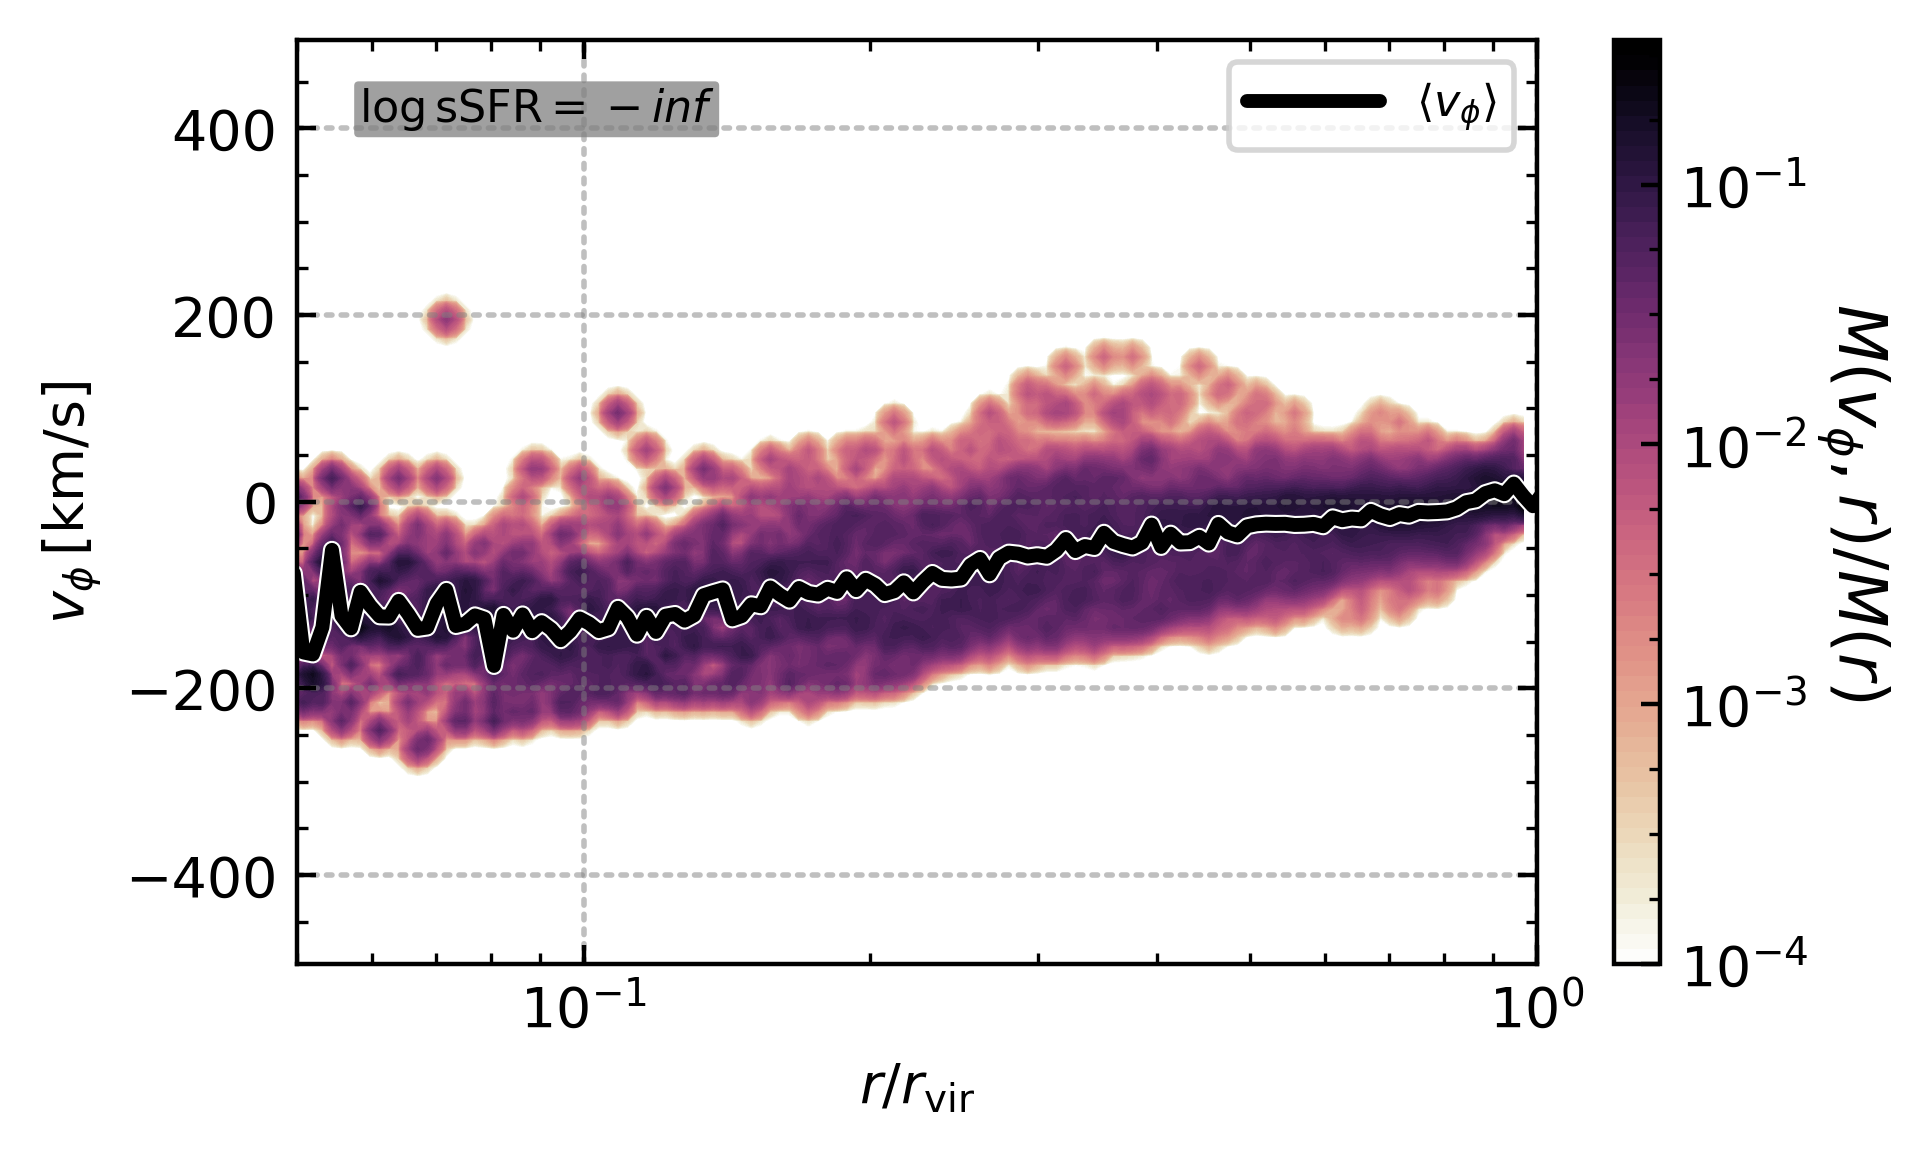 log sSFR = −inf
⟨v_ϕ⟩
400
200
0
−200
−400
v_ϕ [km/s]
10^{−1}
10^{0}
r/r_vir
10^{−1}
10^{−2}
10^{−3}
10^{−4}
M(v_ϕ, r)/M(r)